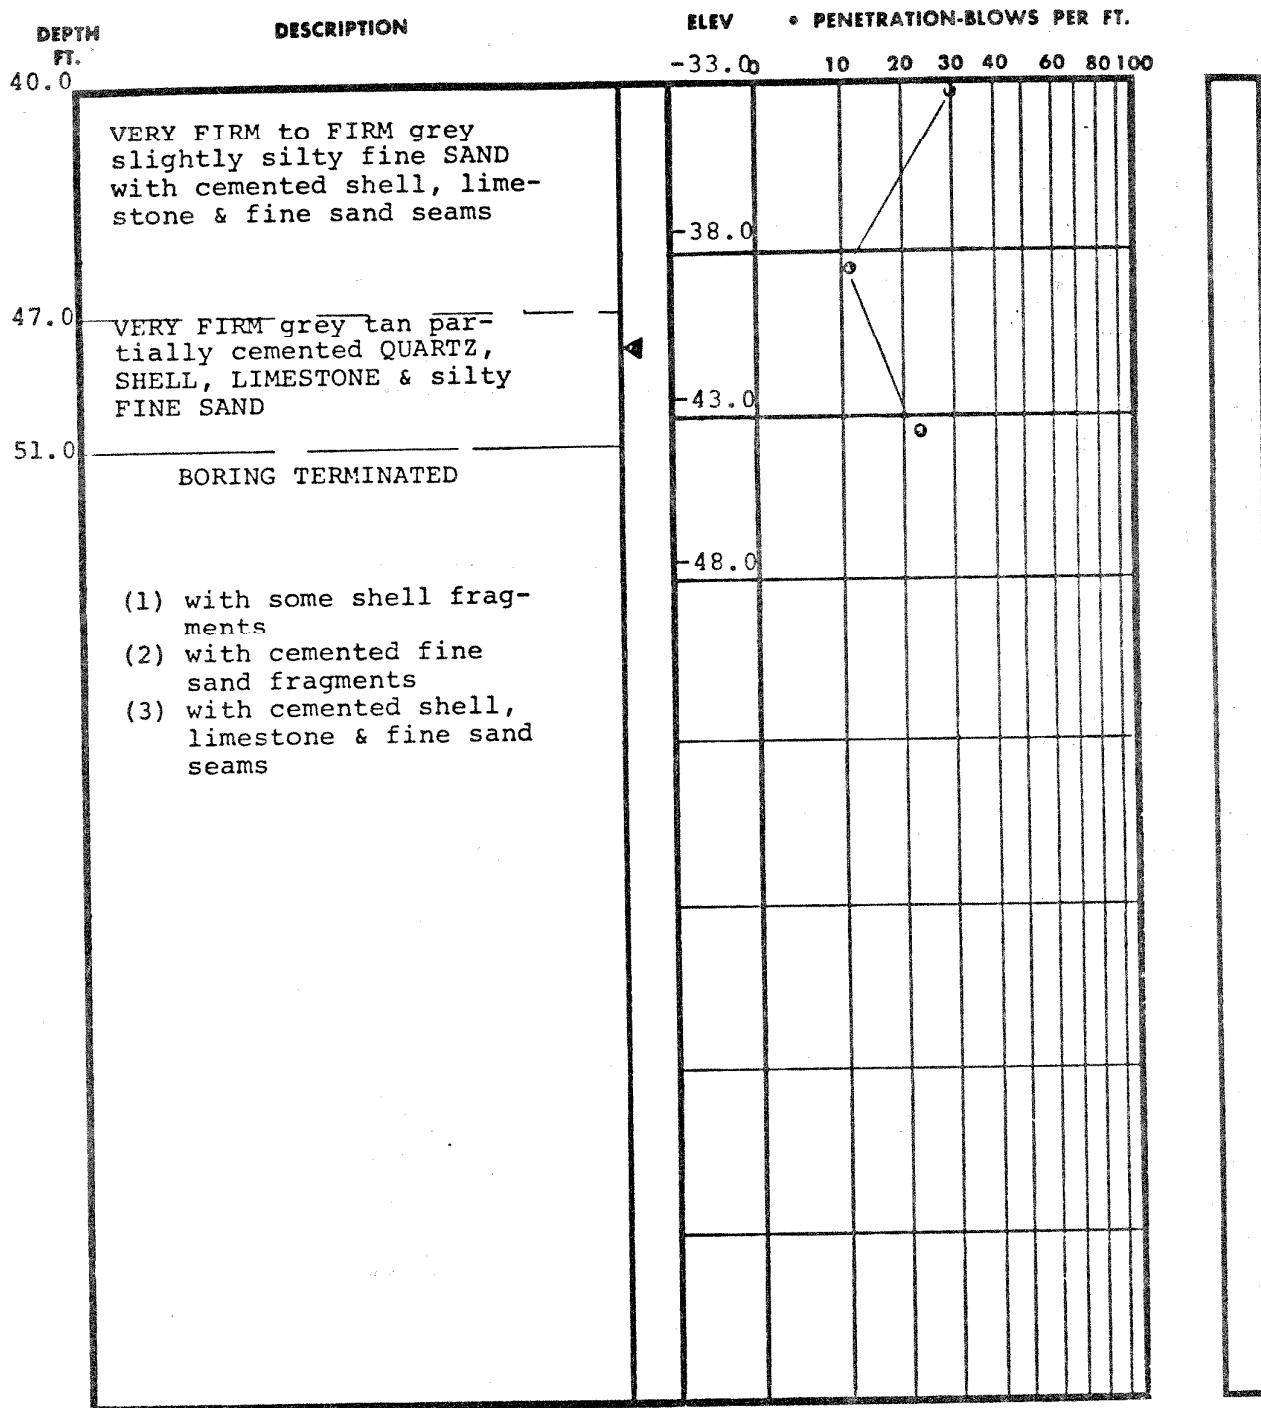 DEPTH FT. DESCRIPTION ELEV • PENETRATION-BLOWS PER FT.
40.0 -33.0 0 10 20 30 40 60 80 100
VERY FIRM to FIRM grey
slightly silty fine SAND
with cemented shell, lime-
stone & fine sand seams
-38.0
47.0 VERY FIRM grey tan par-
tially cemented QUARTZ,
SHELL, LIMESTONE & silty
FINE SAND
-43.0
51.0
BORING TERMINATED
-48.0
(1) with some shell frag-
ments
(2) with cemented fine
sand fragments
(3) with cemented shell,
limestone & fine sand
seams